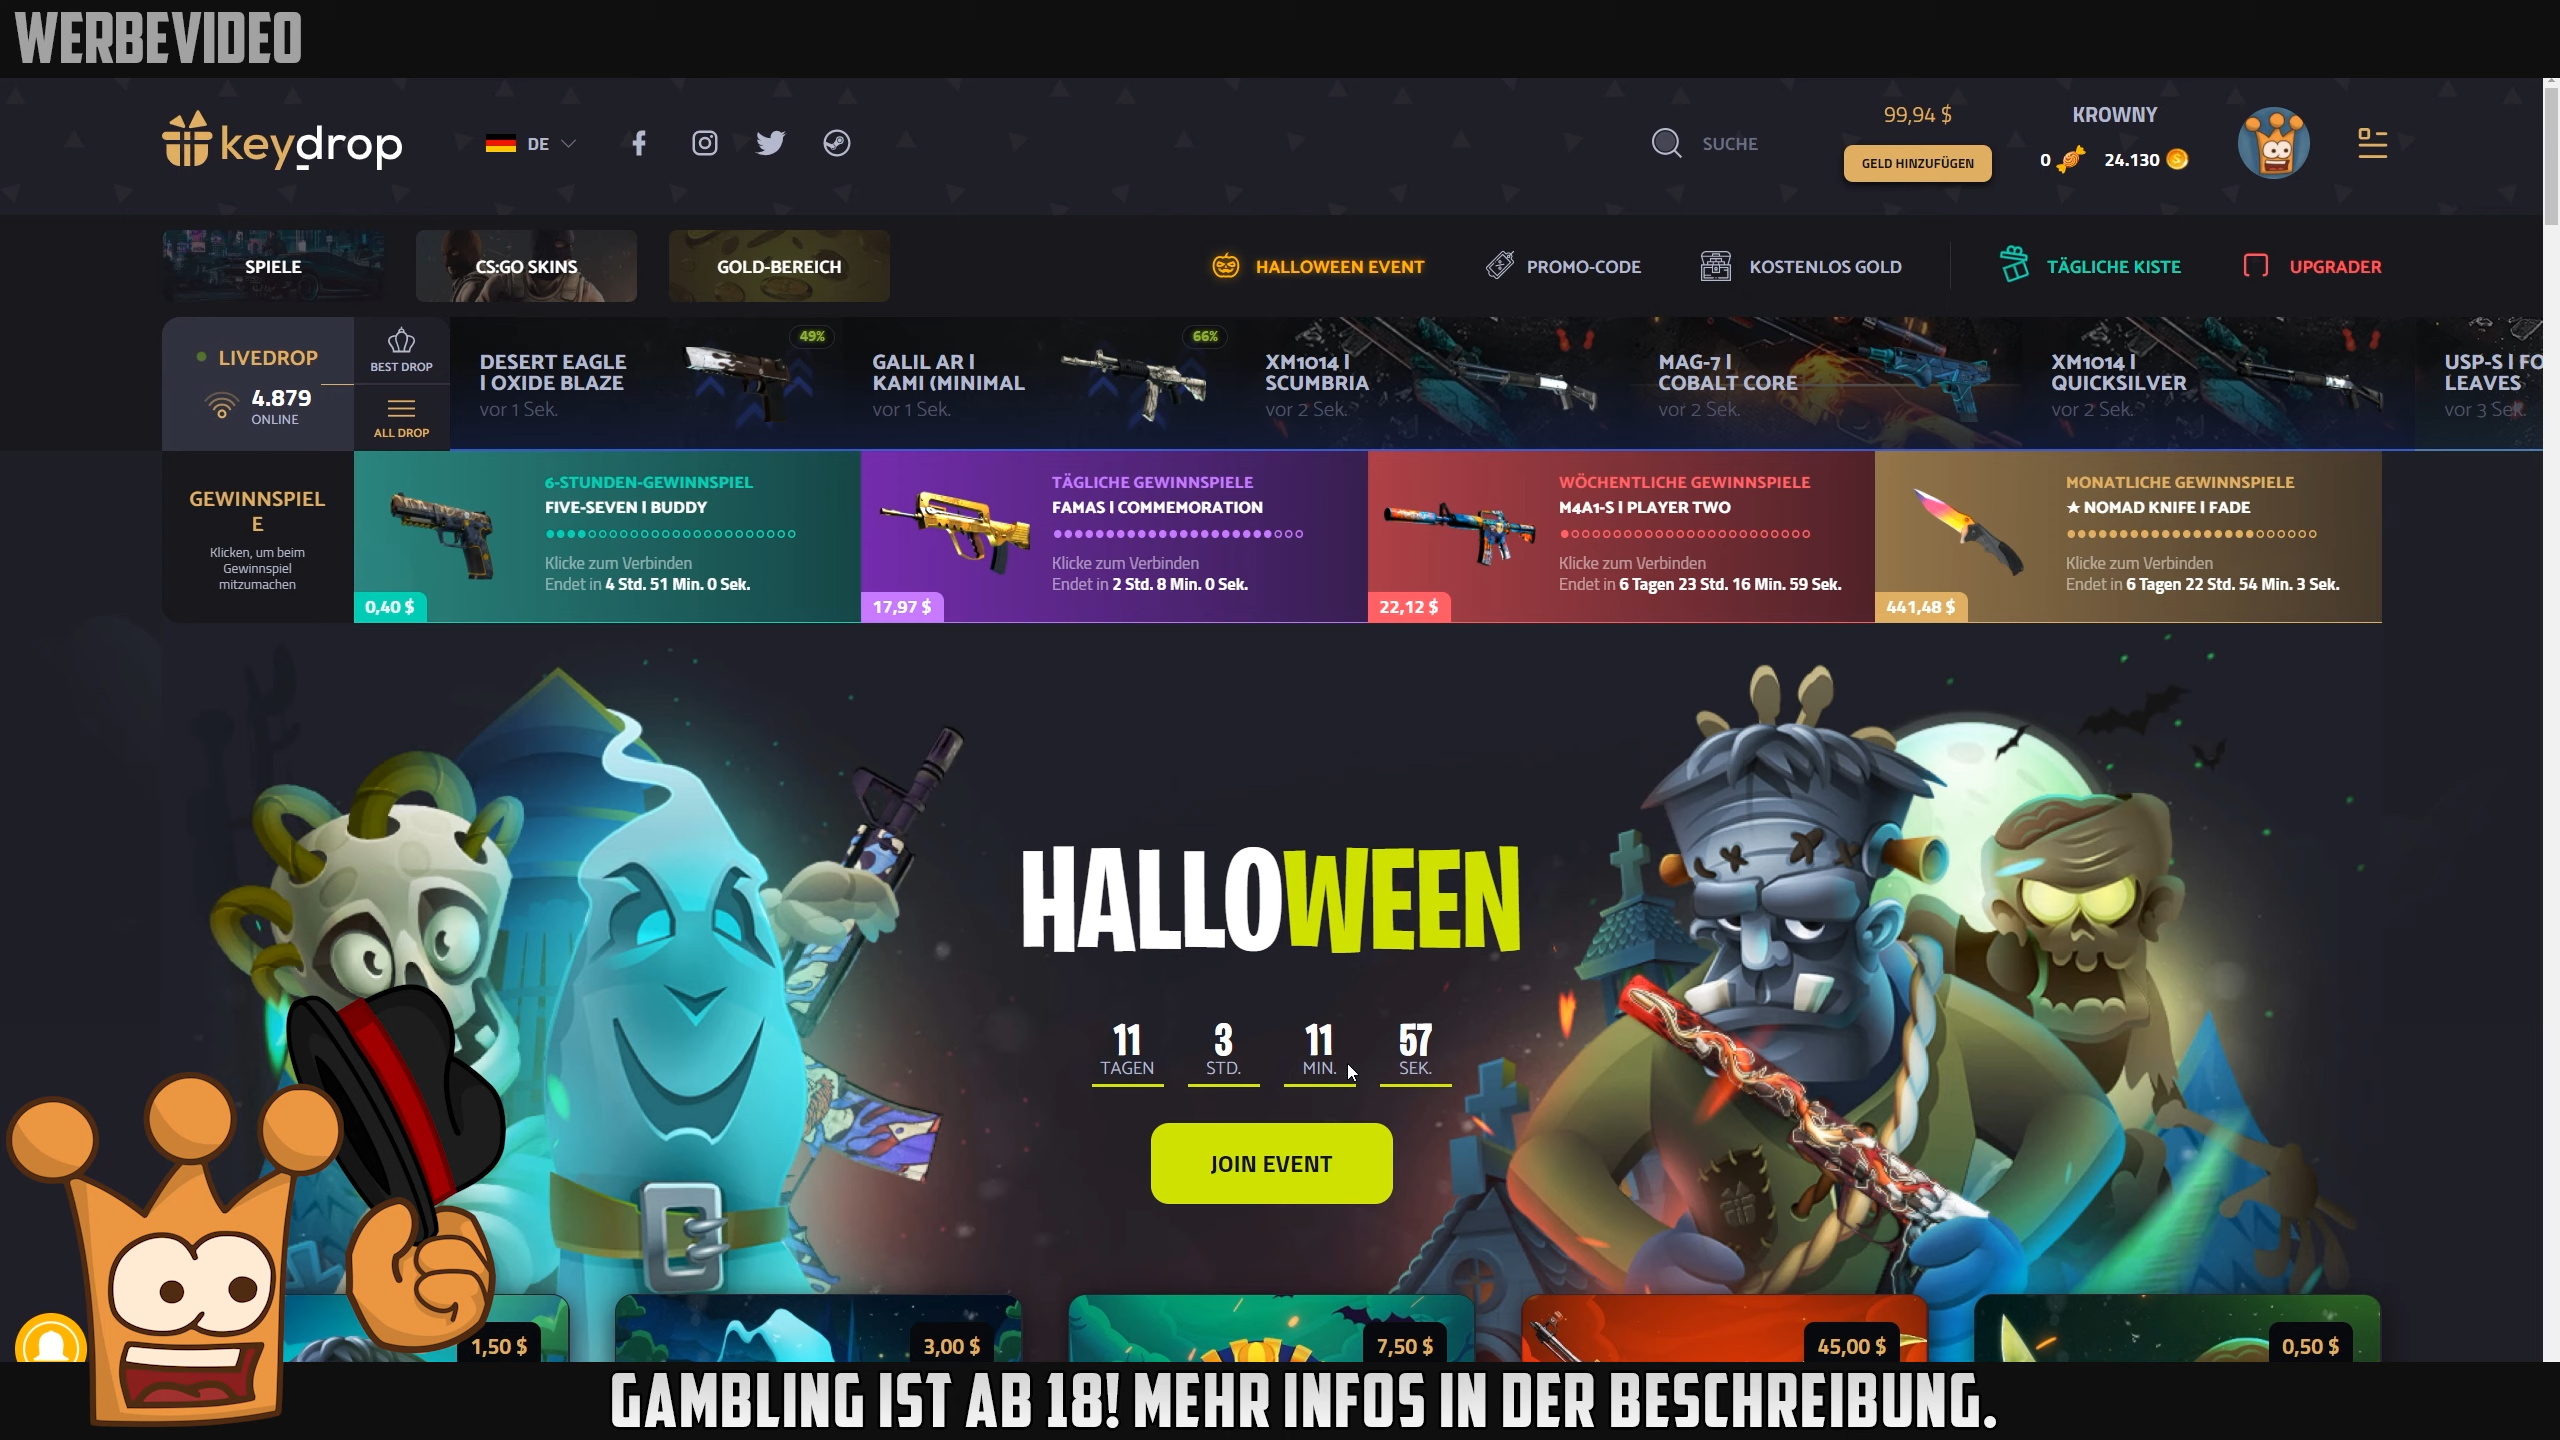 WERBEVIDEO
keydrop
DE
SUCHE
99,94 $
GELD HINZUFÜGEN
KROWNY
0
24.130
SPIELE
CS:GO SKINS
GOLD-BEREICH
HALLOWEEN EVENT
PROMO-CODE
KOSTENLOS GOLD
TÄGLICHE KISTE
UPGRADER
LIVEDROP
4.879
ONLINE
BEST DROP
ALL DROP
DESERT EAGLE
| OXIDE BLAZE
vor 1 Sek.
49%
GALIL AR |
KAMI (MINIMAL
vor 1 Sek.
66%
XM1014 |
SCUMBRIA
vor 2 Sek.
MAG-7 |
COBALT CORE
vor 2 Sek.
XM1014 |
QUICKSILVER
vor 2 Sek.
USP-S | FO
LEAVES
vor 3 Sek.
GEWINNSPIEL
E
Klicken, um beim
Gewinnspiel
mitzumachen
6-STUNDEN-GEWINNSPIEL
FIVE-SEVEN | BUDDY
Klicke zum Verbinden
Endet in 4 Std. 51 Min. 0 Sek.
0,40 $
TÄGLICHE GEWINNSPIELE
FAMAS | COMMEMORATION
Klicke zum Verbinden
Endet in 2 Std. 8 Min. 0 Sek.
17,97 $
WÖCHENTLICHE GEWINNSPIELE
M4A1-S | PLAYER TWO
Klicke zum Verbinden
Endet in 6 Tagen 23 Std. 16 Min. 59 Sek.
22,12 $
MONATLICHE GEWINNSPIELE
★ NOMAD KNIFE | FADE
Klicke zum Verbinden
Endet in 6 Tagen 22 Std. 54 Min. 3 Sek.
441,48 $
HALLOWEEN
11 3 11 57
TAGEN STD. MIN. SEK.
JOIN EVENT
1,50 $
3,00 $
7,50 $
45,00 $
0,50 $
GAMBLING IST AB 18! MEHR INFOS IN DER BESCHREIBUNG.